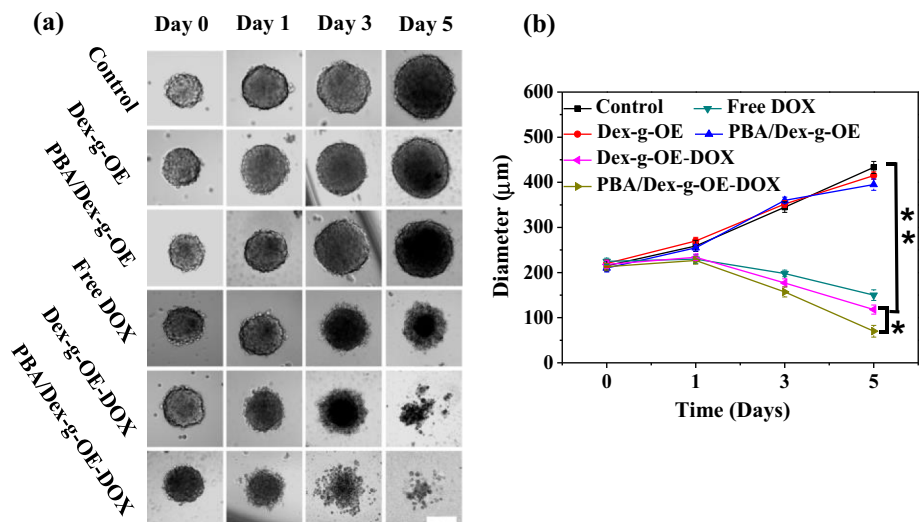 (a)
Day 0 Day 1 Day 3 Day 5
Control
Dex-g-OE
PBA/Dex-g-OE
Free DOX
Dex-g-OE-DOX
PBA/Dex-g-OE-DOX
(b)
600
500
400
300
200
100
0
Diameter (μm)
Control Free DOX
Dex-g-OE PBA/Dex-g-OE
Dex-g-OE-DOX
PBA/Dex-g-OE-DOX
**
*
0 1 3 5
Time (Days)